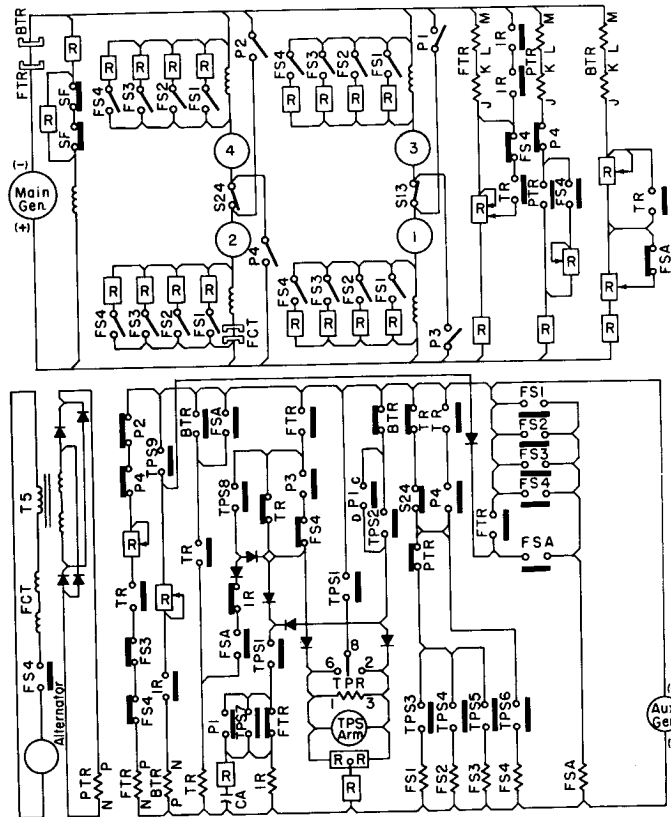 BTR
FTR
(-)
Main
Gen
(+)
R
SF
R
SF
R
FS4
R
FS3
R
FS2
R
FS1
P2
R
FS4
R
FS3
R
FS2
R
FS1
P1
4
S24
2
3
S13
1
P4
P3
R
FS4
R
FS3
R
FS2
R
FS1
FCT
R
FS4
R
FS3
R
FS2
R
FS1
FTR
M
L
K
J
IR
IR
PTR
M
L
K
J
BTR
M
L
K
J
FS4
TR
P4
PTR
FS4
R
R
R
TR
FSA
R
R
R
R
T5
FCT
FS4
Alternator
PTR
P
N
P2
P4
R
TR
FS3
FS4
FTR
P
N
TPS9
R
IR
BTR
P
N
BTR
FSA
TR
TR
TPS8
TR
IR
FSA
P1
TPS7
R
CA
FTR
P3
FS4
TPS1
FTR
IR
TPS1
8
6
2
TPR
1
3
TPS
Arm
R
R
R
D P1 C
TPS2
BTR
TR
TR
S24
P4
PTR
TPS3
TPS4
TPS5
TPS6
FS1
FS2
FS3
FS4
FTR
FS1
FS2
FS3
FS4
FSA
FSA
Aux
Gen